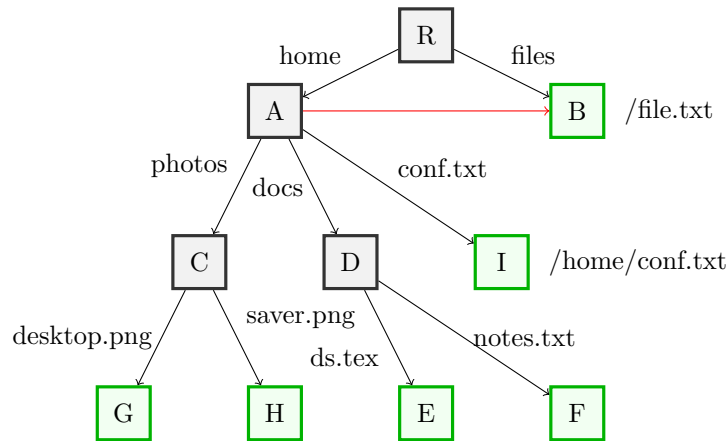 R
home
files
A
B
/file.txt
photos
docs
conf.txt
C
D
I
/home/conf.txt
desktop.png
saver.png
ds.tex
notes.txt
G
H
E
F